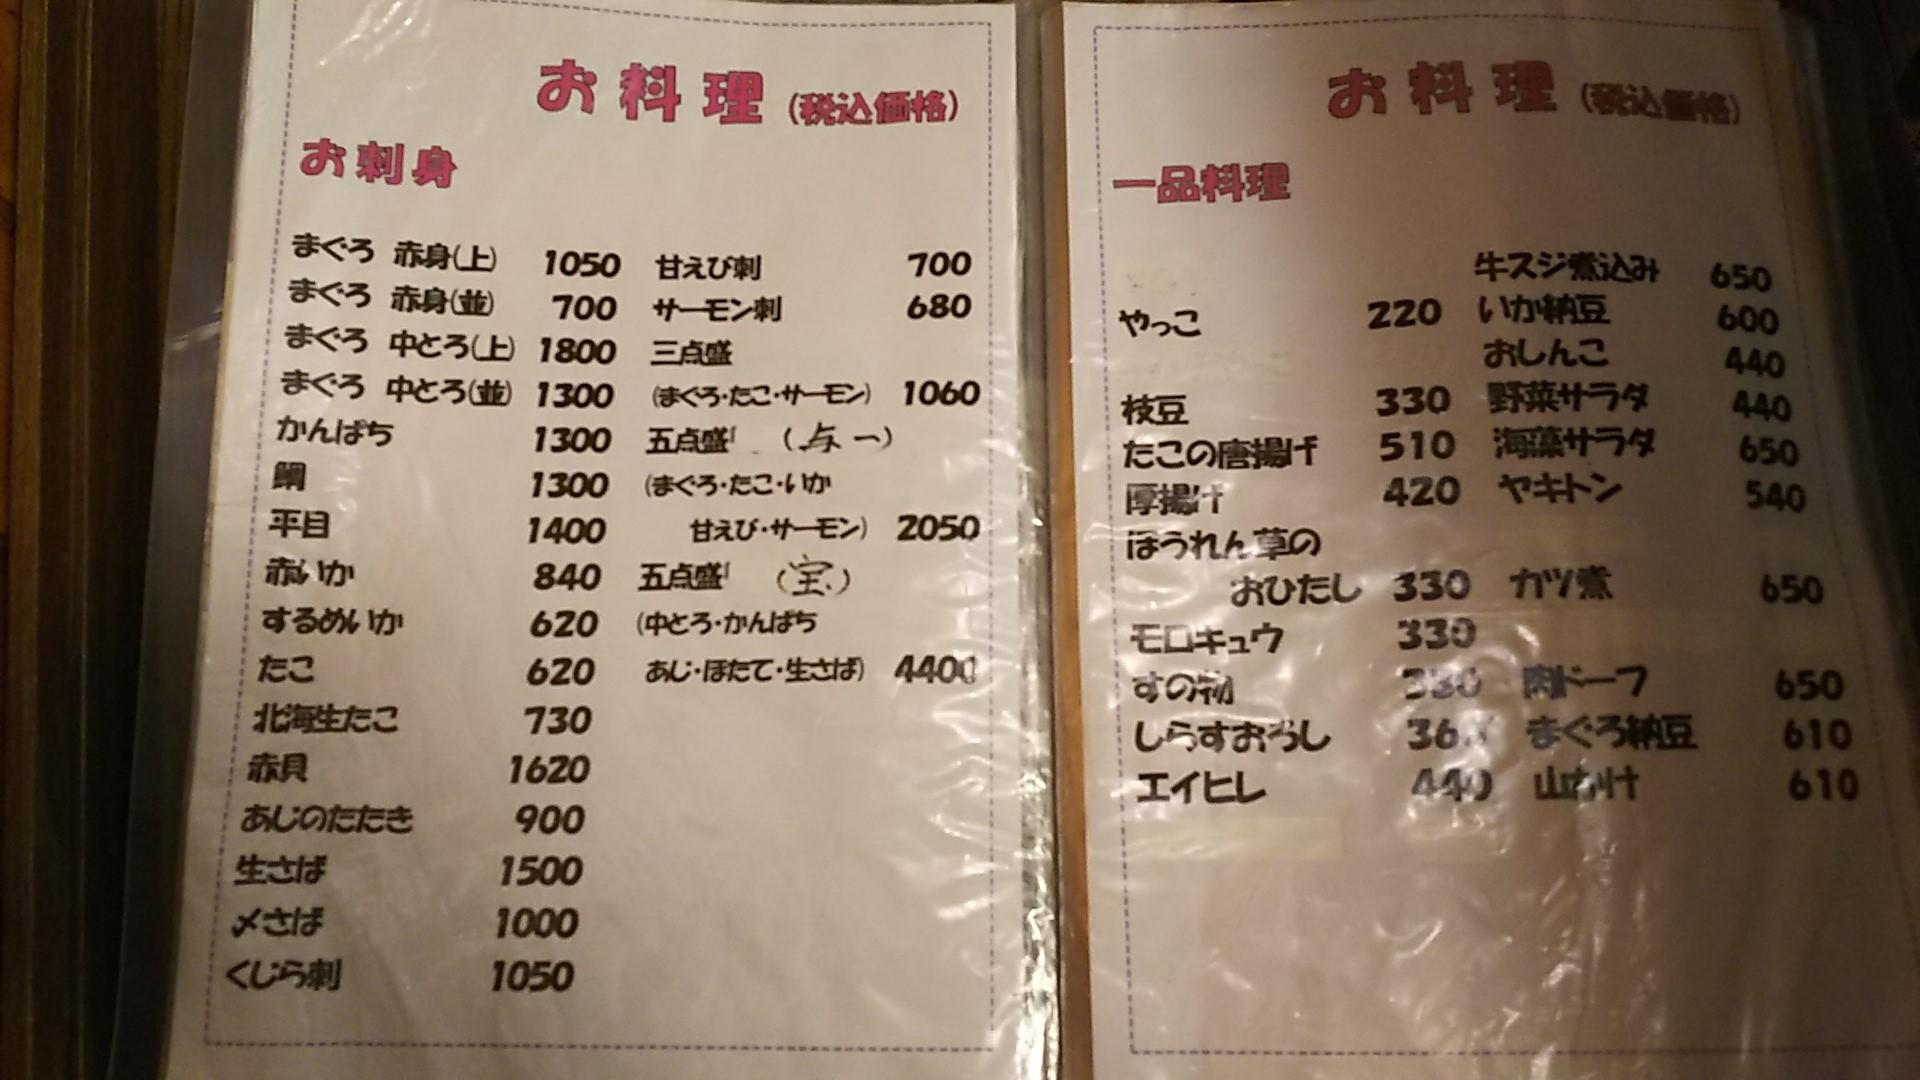 お料理(税込価格)
お刺身
まぐろ 赤身(上) 1050
まぐろ 赤身(並) 700
まぐろ 中とろ(上) 1800
まぐろ 中とろ(並) 1300
かんぱち 1300
鯛 1300
平目 1400
赤いか 840
するめいか 620
たこ 620
北海生たこ 730
赤貝 1620
あじのたたき 900
生さば 1500
〆さば 1000
くじら刺 1050
甘えび刺 700
サーモン刺 680
三点盛
(まぐろ・たこ・サーモン) 1060
五点盛 (与一)
(まぐろ・たこ・いか
甘えび・サーモン) 2050
五点盛 (宝)
(中とろ・かんぱち
あじ・ほたて・生さば) 4400
お料理(税込価格)
一品料理
やっこ 220
枝豆 330
たこの唐揚げ 510
厚揚げ 420
ほうれん草の
おひたし 330
モロキュウ 330
すの物
しらすおろし
エイヒレ 440
牛スジ煮込み 650
いか納豆 600
おしんこ 440
野菜サラダ 440
海藻サラダ 650
ヤキトン 540
カツ煮 650
肉ドーフ 650
まぐろ納豆 610
山かけ 610